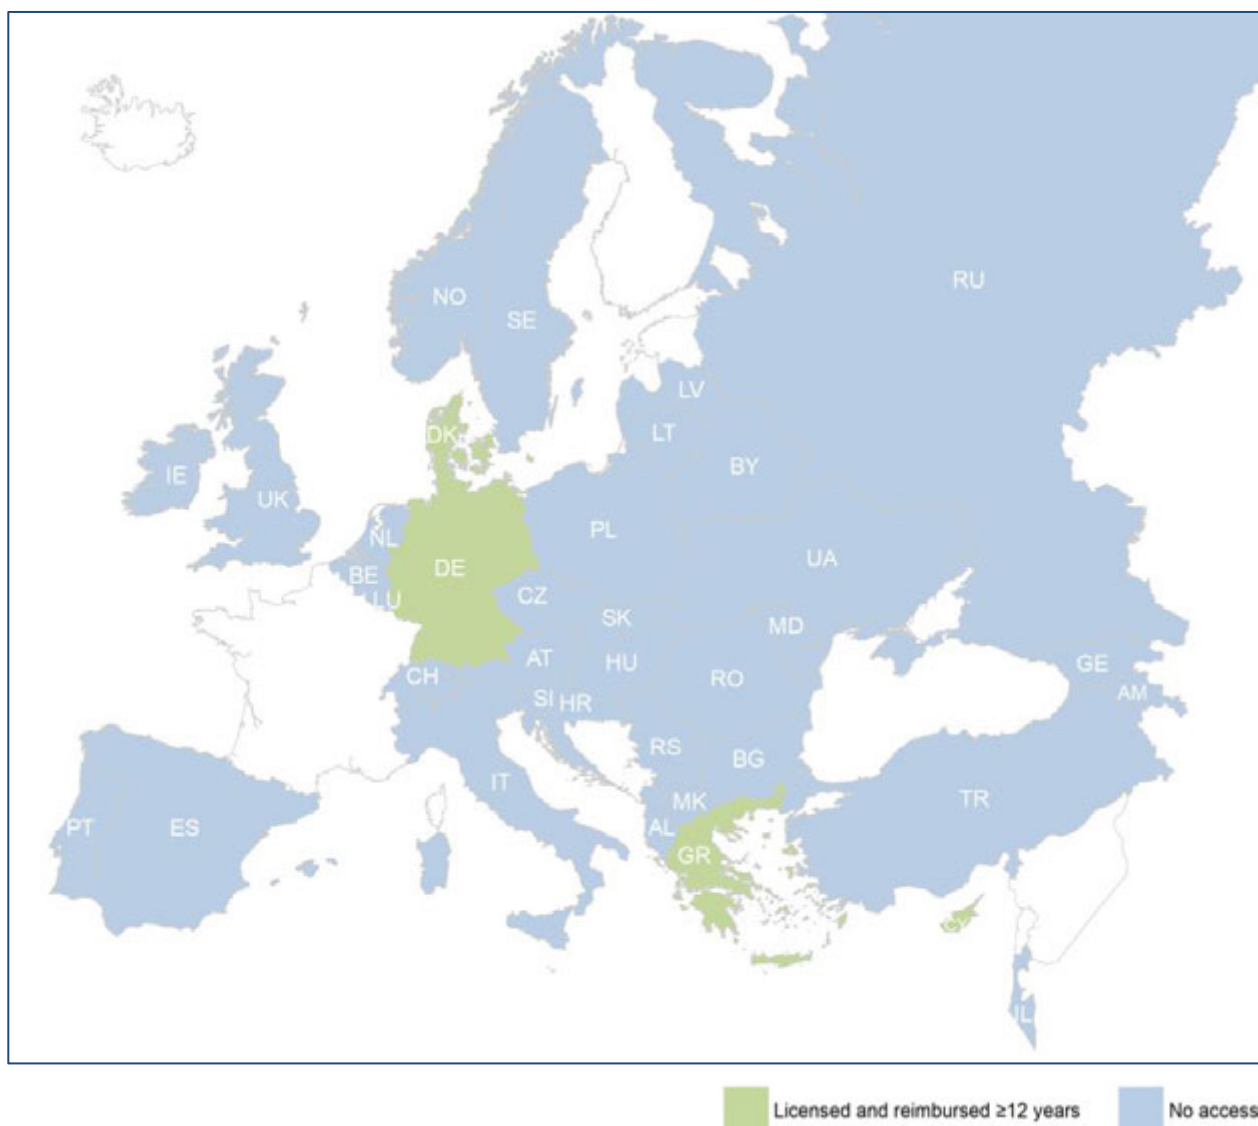 RU
NO
SE
LV
DK
LT
BY
IE
UK
NL
PL
UA
BE
DE
LU
CZ
SK
MD
AT
HU
GE
CH
RO
AM
SI
HR
RS
BG
IT
TR
MK
PT
ES
AL
GR
CY
IL
Licensed and reimbursed ≥12 years
No access